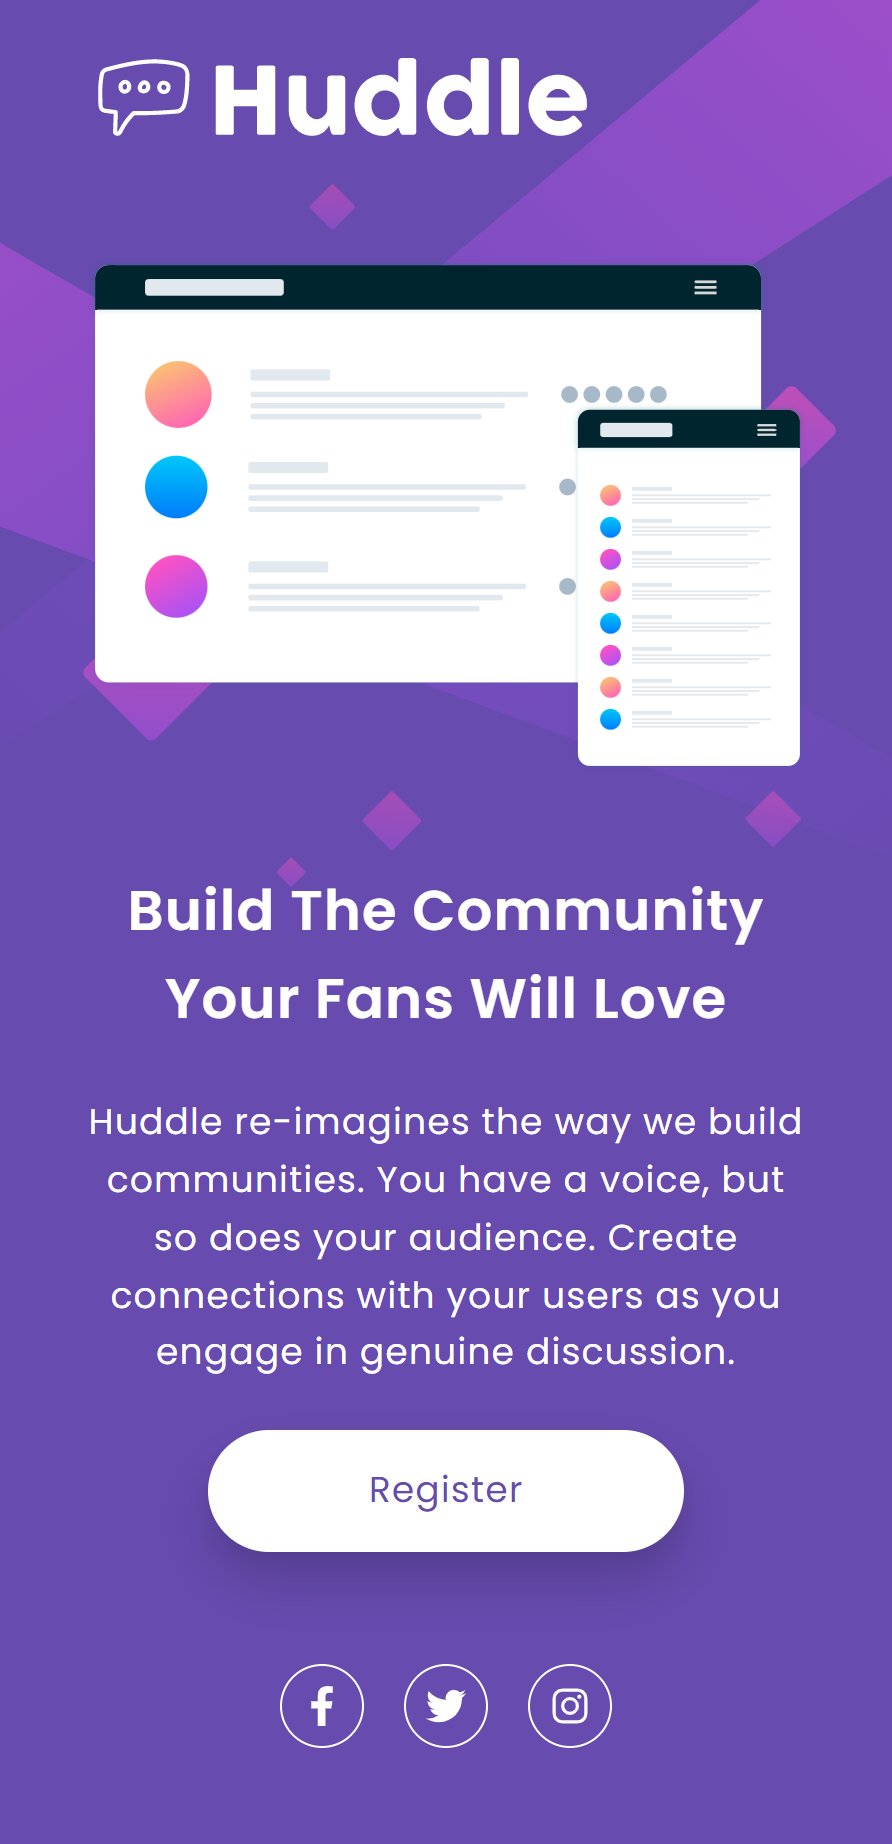 Huddle
Build The Community
Your Fans Will Love
Huddle re-imagines the way we build
communities. You have a voice, but
so does your audience. Create
connections with your users as you
engage in genuine discussion.
Register